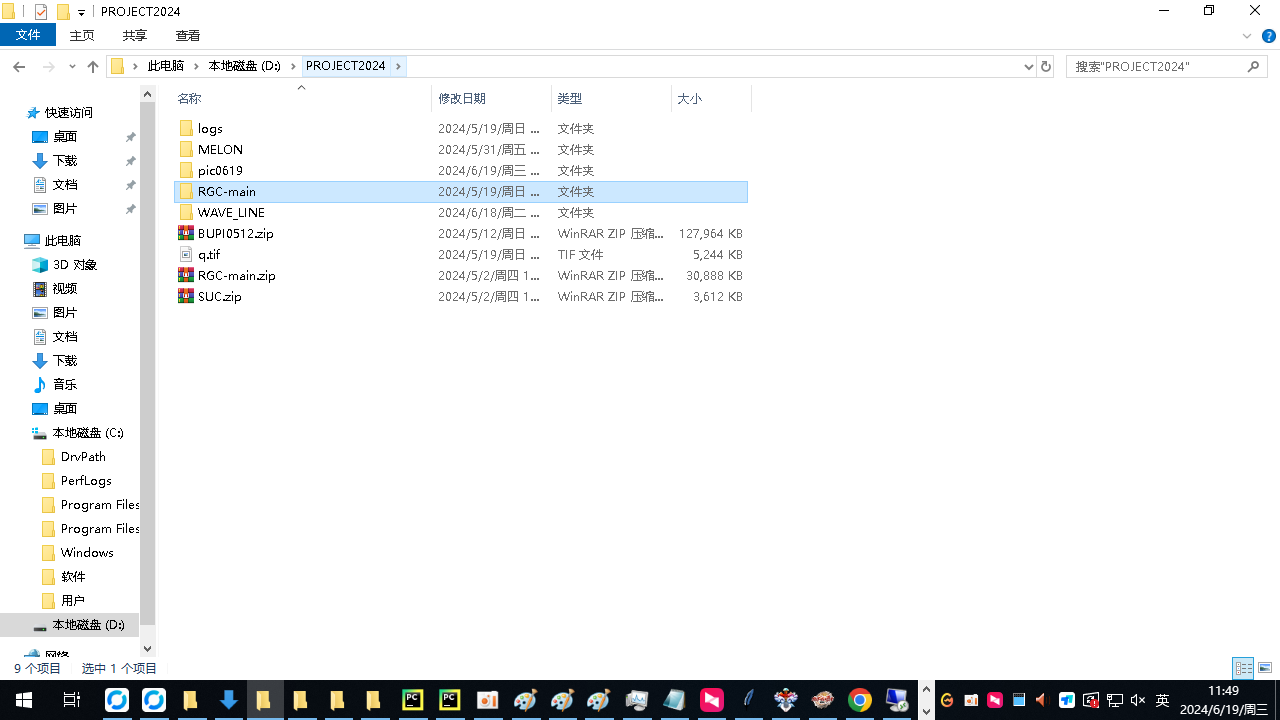 PROJECT2024
文件 主页 共享 查看
此电脑 本地磁盘 (D:) PROJECT2024 搜索"PROJECT2024"
名称 修改日期 类型 大小
logs 2024/5/19/周日 ... 文件夹
MELON 2024/5/31/周五 ... 文件夹
pic0619 2024/6/19/周三 ... 文件夹
RGC-main 2024/5/19/周日 ... 文件夹
WAVE_LINE 2024/6/18/周二 ... 文件夹
BUPI0512.zip 2024/5/12/周日 ... WinRAR ZIP 压缩... 127,964 KB
q.tif 2024/5/19/周日 ... TIF 文件 5,244 KB
RGC-main.zip 2024/5/2/周四 1... WinRAR ZIP 压缩... 30,888 KB
SUC.zip 2024/5/2/周四 1... WinRAR ZIP 压缩... 3,612 KB
快速访问
桌面
下载
文档
图片
此电脑
3D 对象
视频
图片
文档
下载
音乐
桌面
本地磁盘 (C:)
DrvPath
PerfLogs
Program Files
Program Files
Windows
软件
用户
本地磁盘 (D:)
网络
9 个项目 选中 1 个项目
PC PC 英 11:49
2024/6/19/周三